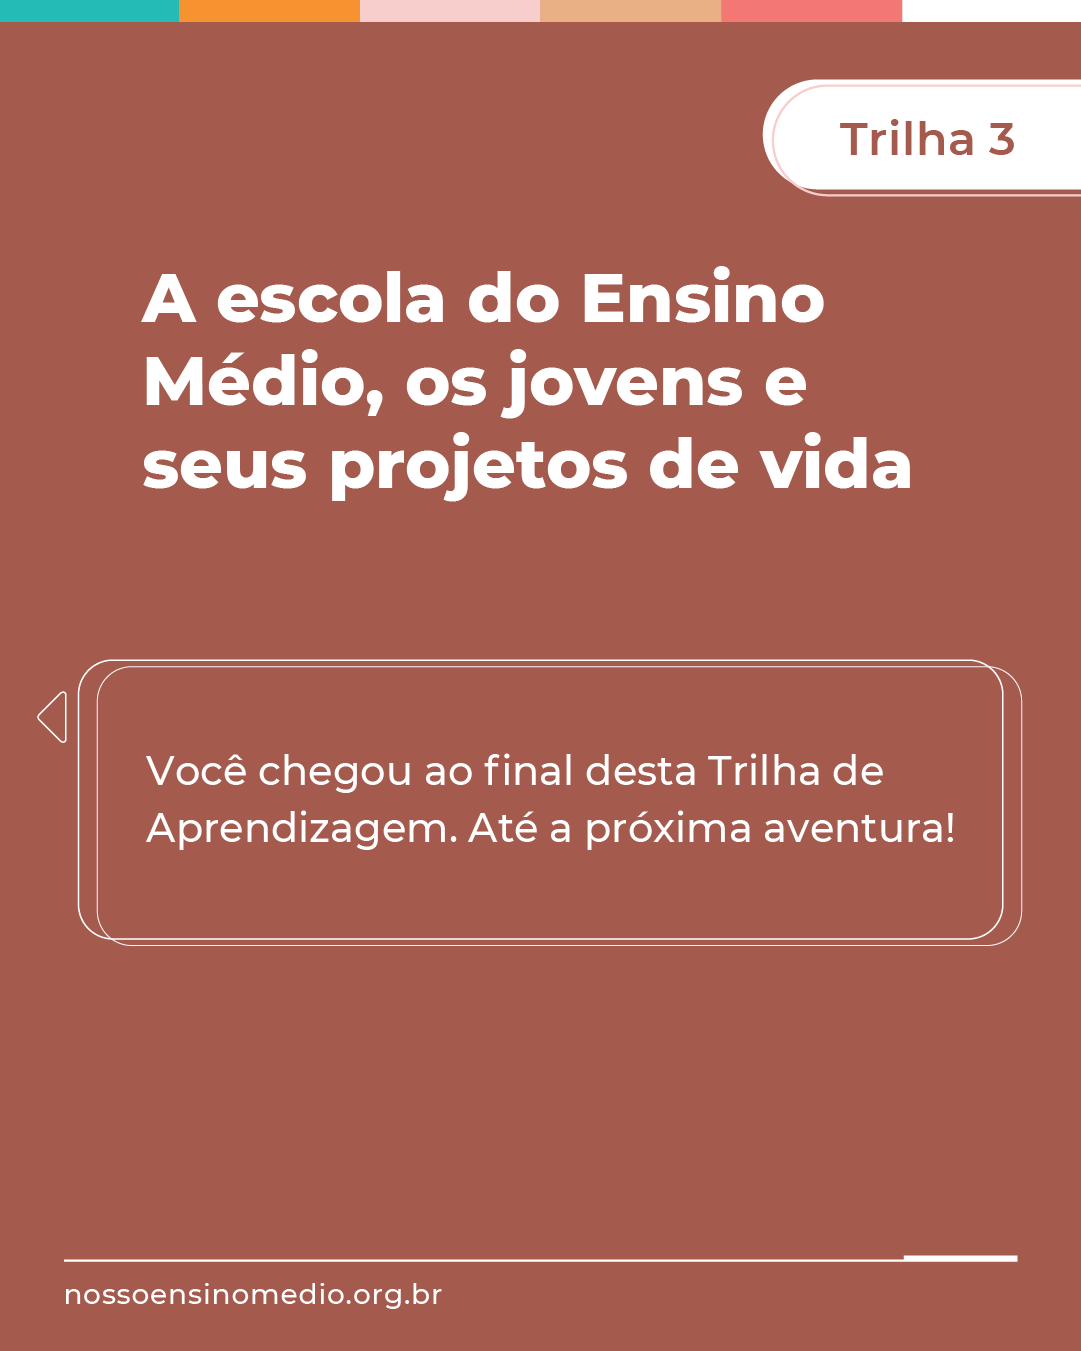 Trilha 3
A escola do Ensino
Médio, os jovens e
seus projetos de vida
Você chegou ao final desta Trilha de
Aprendizagem. Até a próxima aventura!
nossoensinomedio.org.br